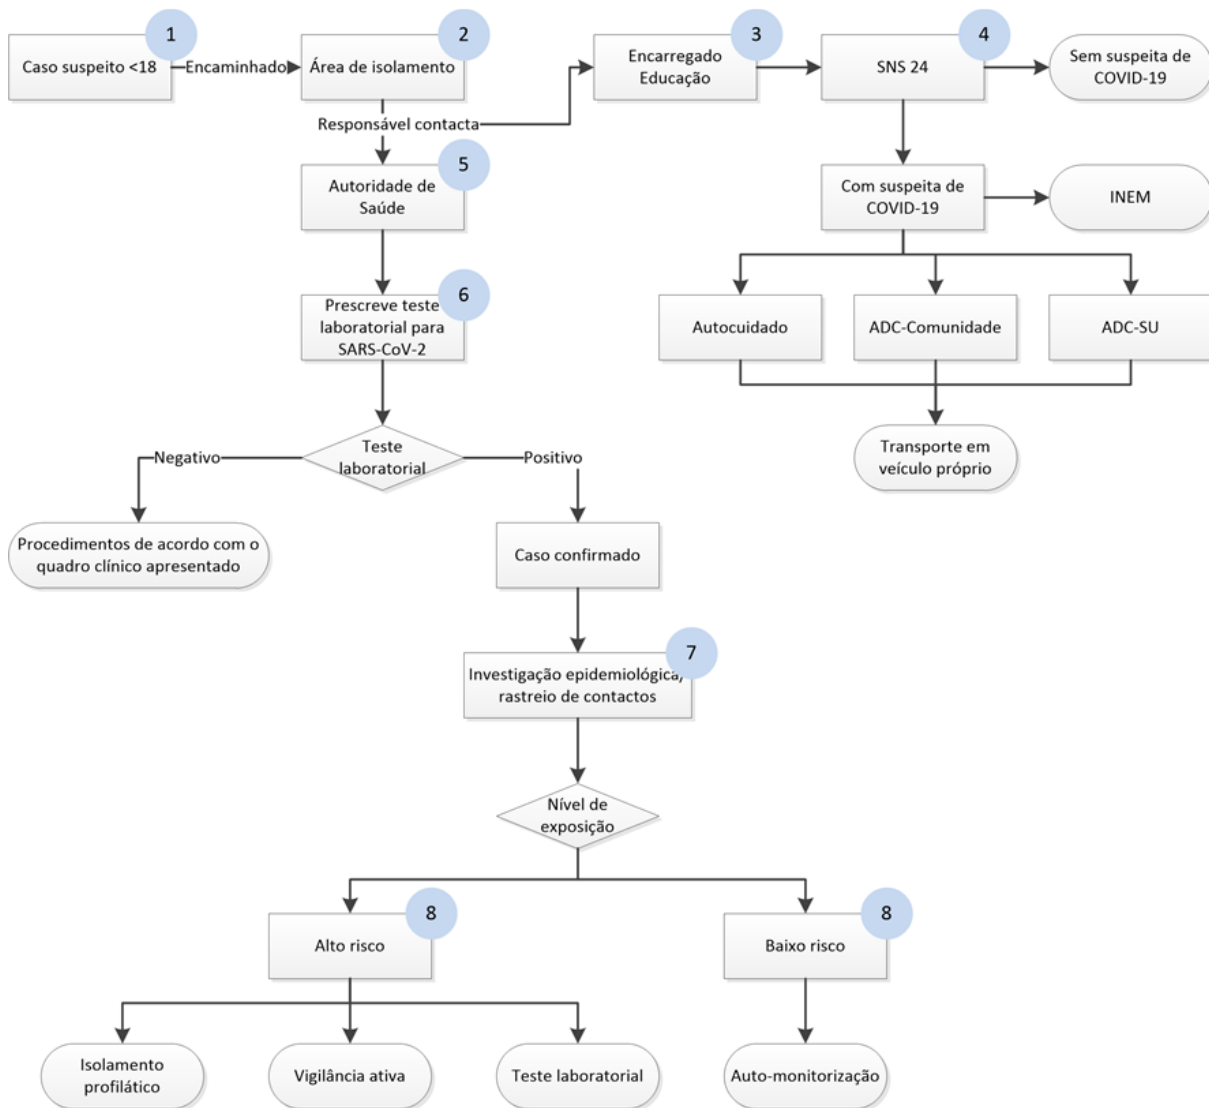 1
2
3
4
Caso suspeito <18
Encaminhado
Área de isolamento
Encarregado
Educação
SNS 24
Sem suspeita de
COVID-19
Responsável contacta
5
Autoridade de
Saúde
Com suspeita de
COVID-19
INEM
6
Prescreve teste
laboratorial para
SARS-CoV-2
Autocuidado
ADC-Comunidade
ADC-SU
Negativo
Teste
laboratorial
Positivo
Transporte em
veículo próprio
Procedimentos de acordo com o
quadro clínico apresentado
Caso confirmado
7
Investigação epidemiológica/
rastreio de contactos
Nível de
exposição
8
8
Alto risco
Baixo risco
Isolamento
profilático
Vigilância ativa
Teste laboratorial
Auto-monitorização